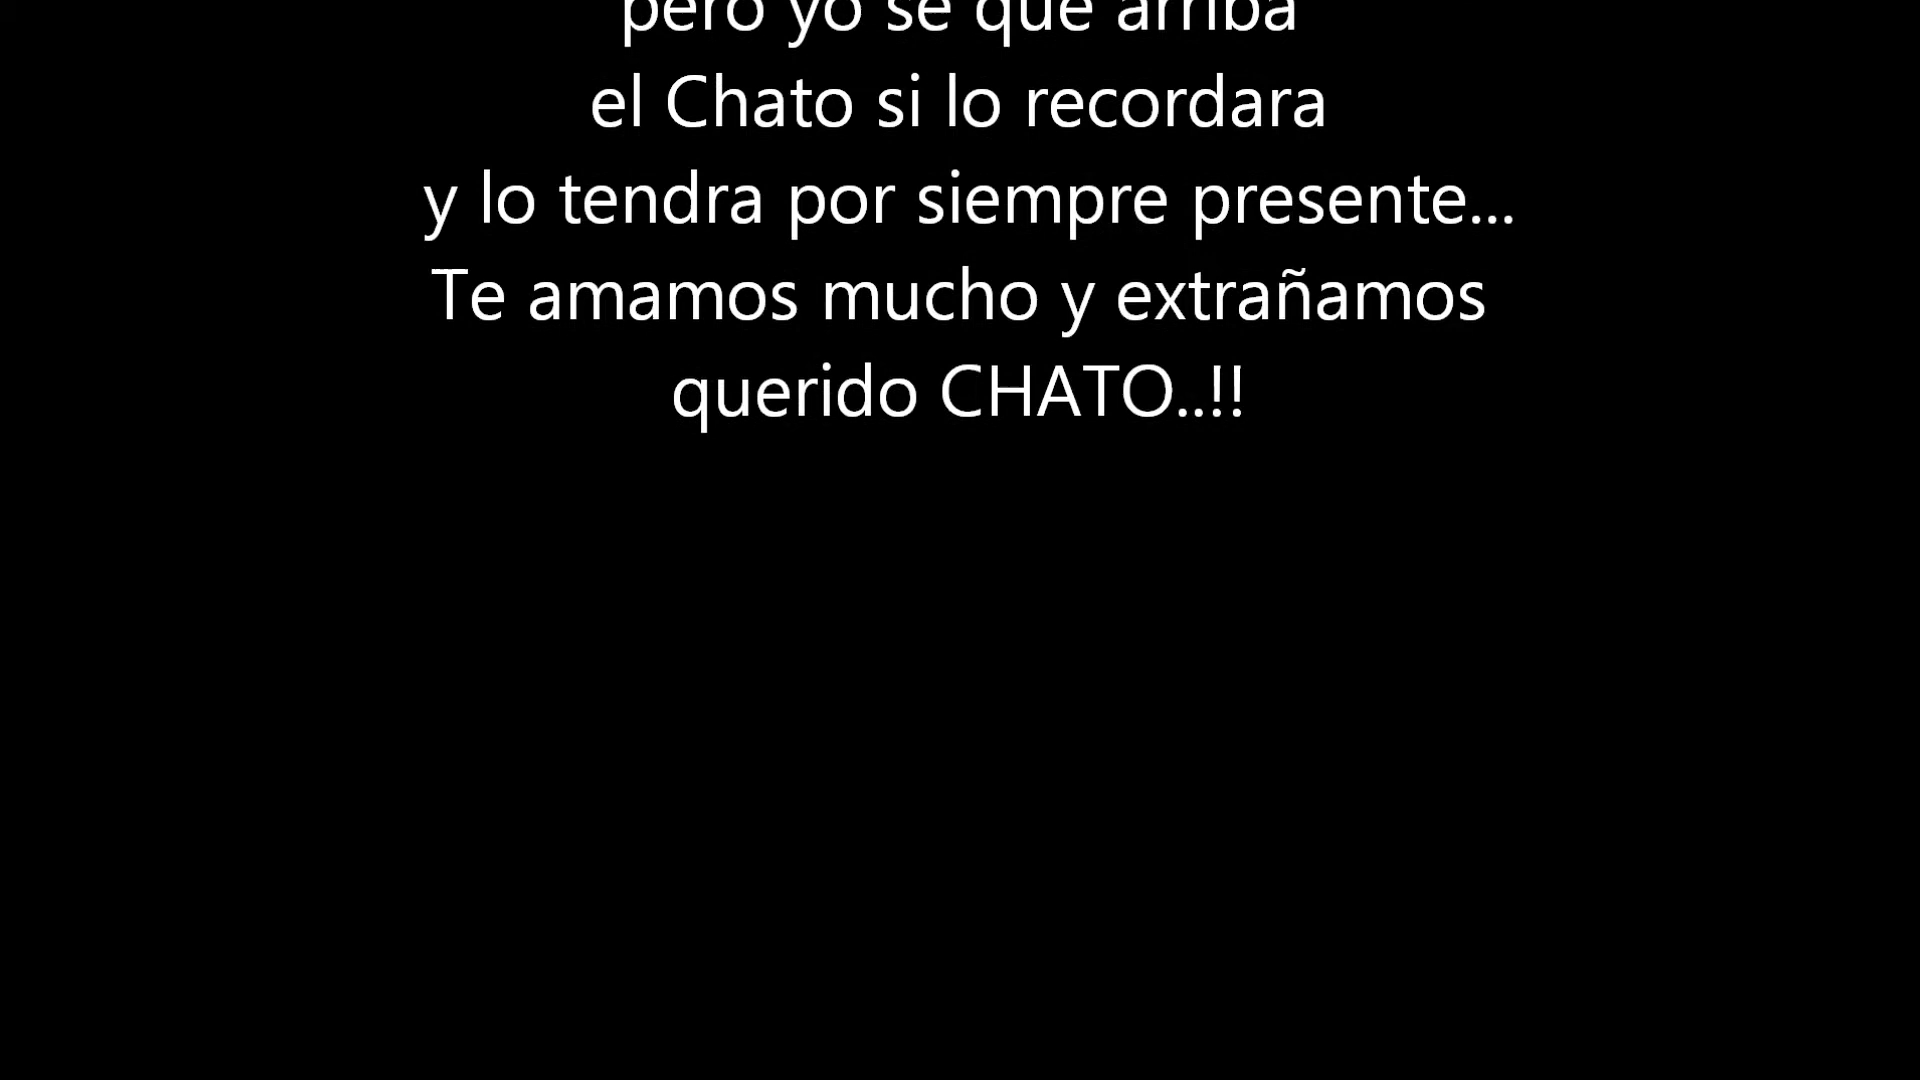 pero yo se que arriba
el Chato si lo recordara
y lo tendra por siempre presente...
Te amamos mucho y extrañamos
querido CHATO..!!